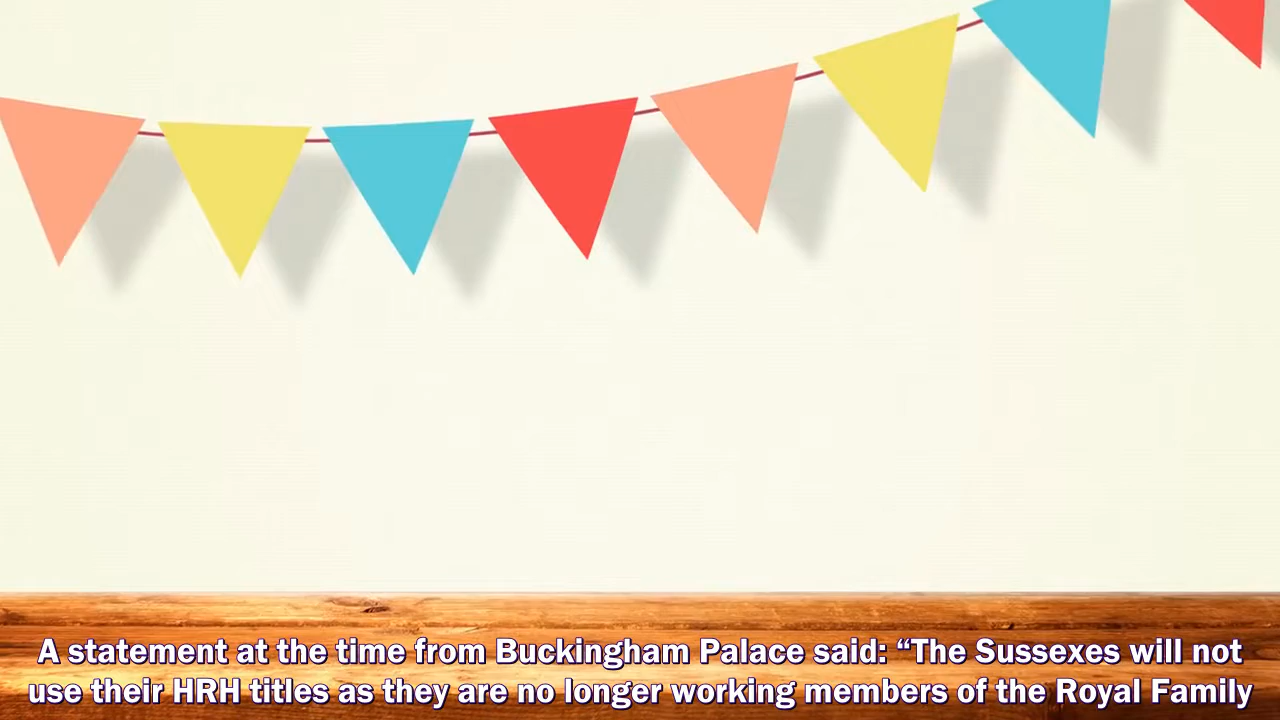 A statement at the time from Buckingham Palace said: “The Sussexes will not
use their HRH titles as they are no longer working members of the Royal Family